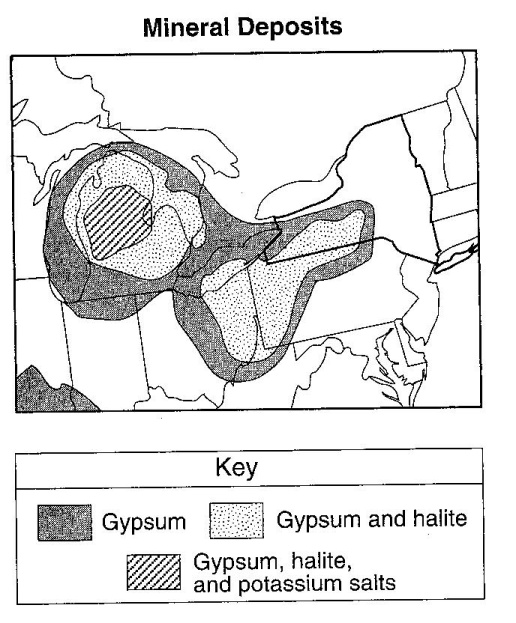 Mineral Deposits
Key
Gypsum
Gypsum and halite
Gypsum, halite,
and potassium salts